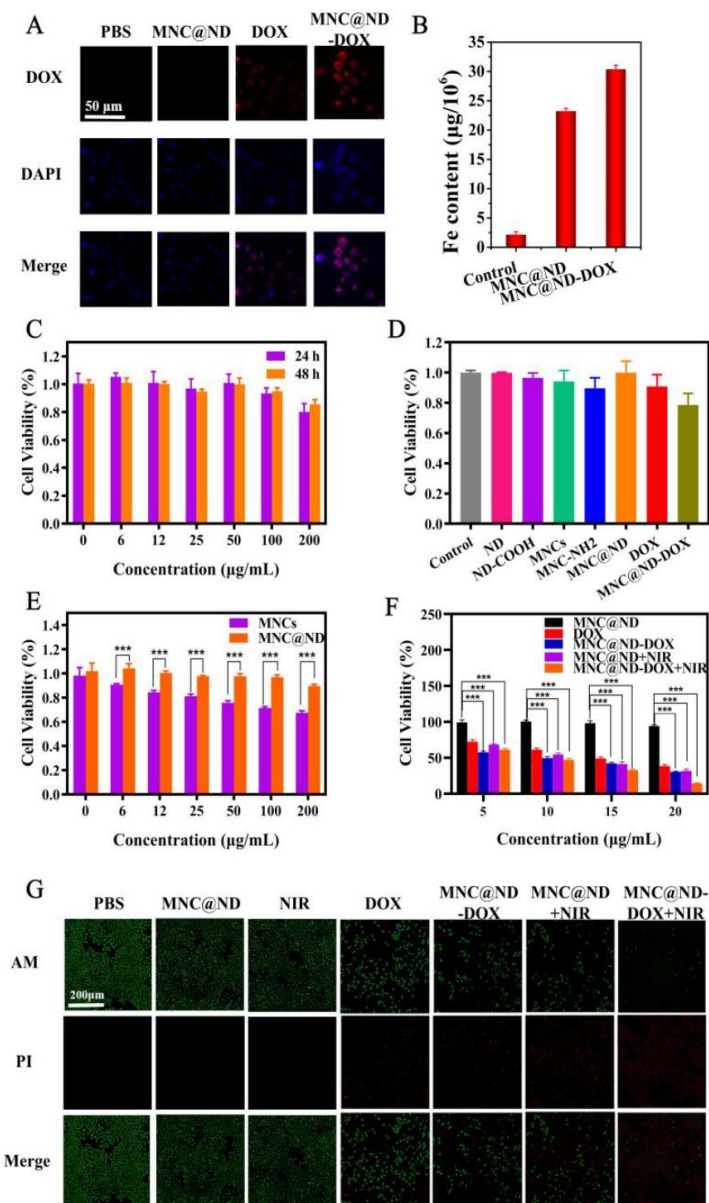 A
PBS MNC@ND DOX MNC@ND
-DOX
DOX
50 μm
DAPI
Merge
B
Fe content (μg/10⁶)
35
30
25
20
15
10
5
0
Control
MNC@ND
MNC@ND-DOX
C
Cell Viability (%)
1.4
1.2
1.0
0.8
0.6
0.4
0.2
0.0
24 h
48 h
0 6 12 25 50 100 200
Concentration (μg/mL)
D
Cell Viability (%)
1.4
1.2
1.0
0.8
0.6
0.4
0.2
0.0
Control
ND
ND-COOH
MNCs
MNC-NH2
MNC@ND
DOX
MNC@ND-DOX
E
Cell Viability (%)
1.4
1.2
1.0
0.8
0.6
0.4
0.2
0.0
MNCs
MNC@ND
*** *** *** *** *** ***
0 6 12 25 50 100 200
Concentration (μg/mL)
F
Cell Viability (%)
250
200
150
100
50
0
MNC@ND
DOX
MNC@ND-DOX
MNC@ND+NIR
MNC@ND-DOX+NIR
*** *** *** ***
*** *** *** ***
*** *** *** ***
5 10 15 20
Concentration (μg/mL)
G
PBS MNC@ND NIR DOX MNC@ND
-DOX MNC@ND
+NIR MNC@ND-
DOX+NIR
AM
200μm
PI
Merge